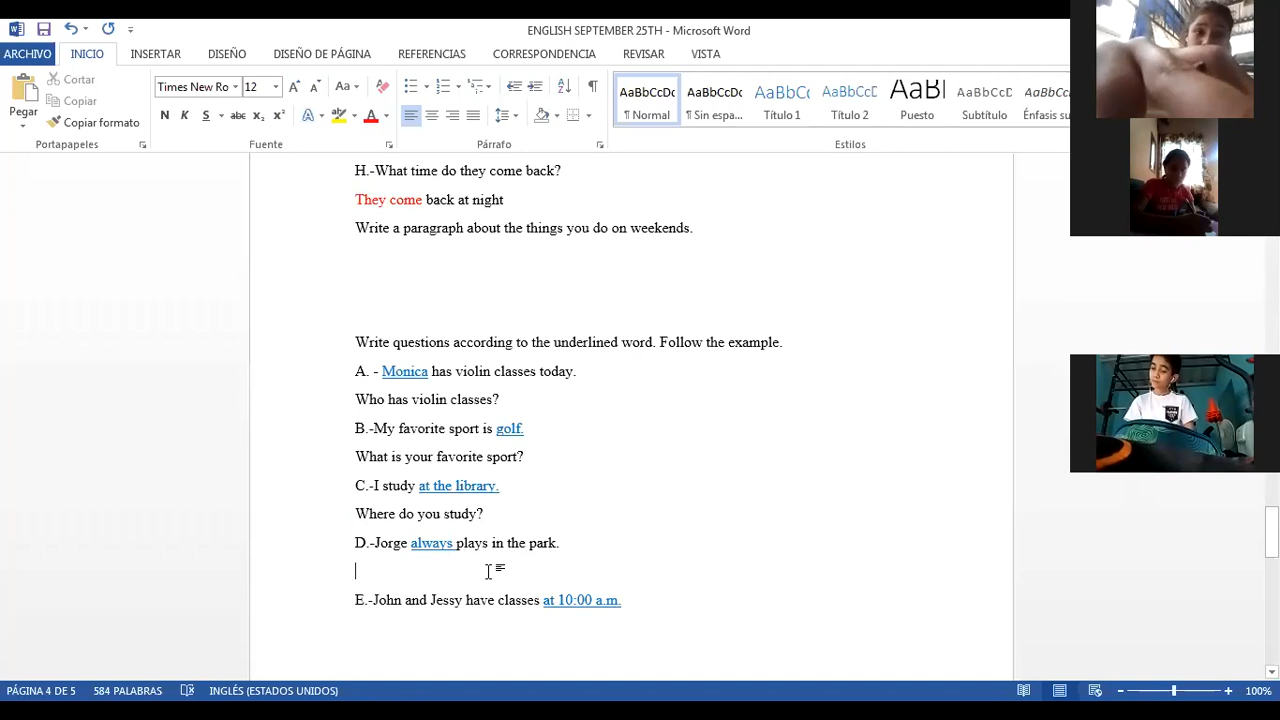 ENGLISH SEPTEMBER 25TH - Microsoft Word
ARCHIVO INICIO INSERTAR DISEÑO DISEÑO DE PÁGINA REFERENCIAS CORRESPONDENCIA REVISAR VISTA
Pegar
Cortar
Copiar
Copiar formato
Portapapeles
Times New Ro 12
N K S abc x₂ x²
Fuente
Párrafo
AaBbCcDc AaBbCcDc AaBbCc AaBbCcD AaBl AaBbCcD AaBbCcDc
¶ Normal ¶ Sin espa... Título 1 Título 2 Puesto Subtítulo Énfasis su
Estilos
H.-What time do they come back?
They come back at night
Write a paragraph about the things you do on weekends.
Write questions according to the underlined word. Follow the example.
A. - Monica has violin classes today.
Who has violin classes?
B.-My favorite sport is golf.
What is your favorite sport?
C.-I study at the library.
Where do you study?
D.-Jorge always plays in the park.
E.-John and Jessy have classes at 10:00 a.m.
PÁGINA 4 DE 5 584 PALABRAS INGLÉS (ESTADOS UNIDOS) 100%